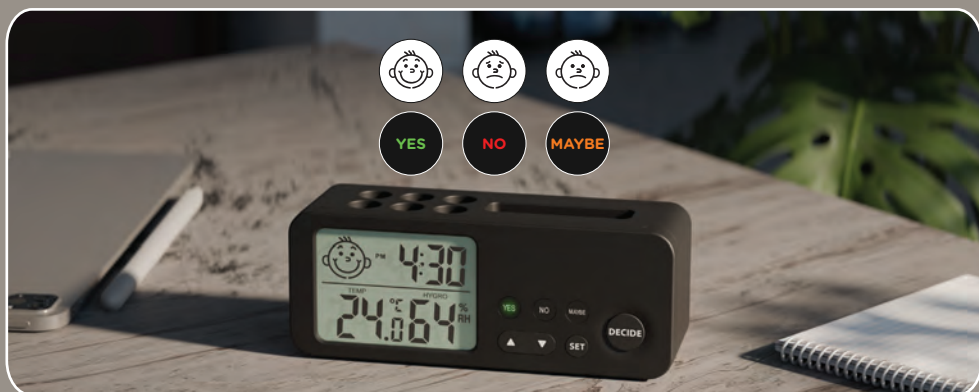 YES NO MAYBE
PM 4:30
TEMP HYGRO
24.0 °C 64 % RH
YES NO MAYBE
DECIDE
▲ ▼ SET